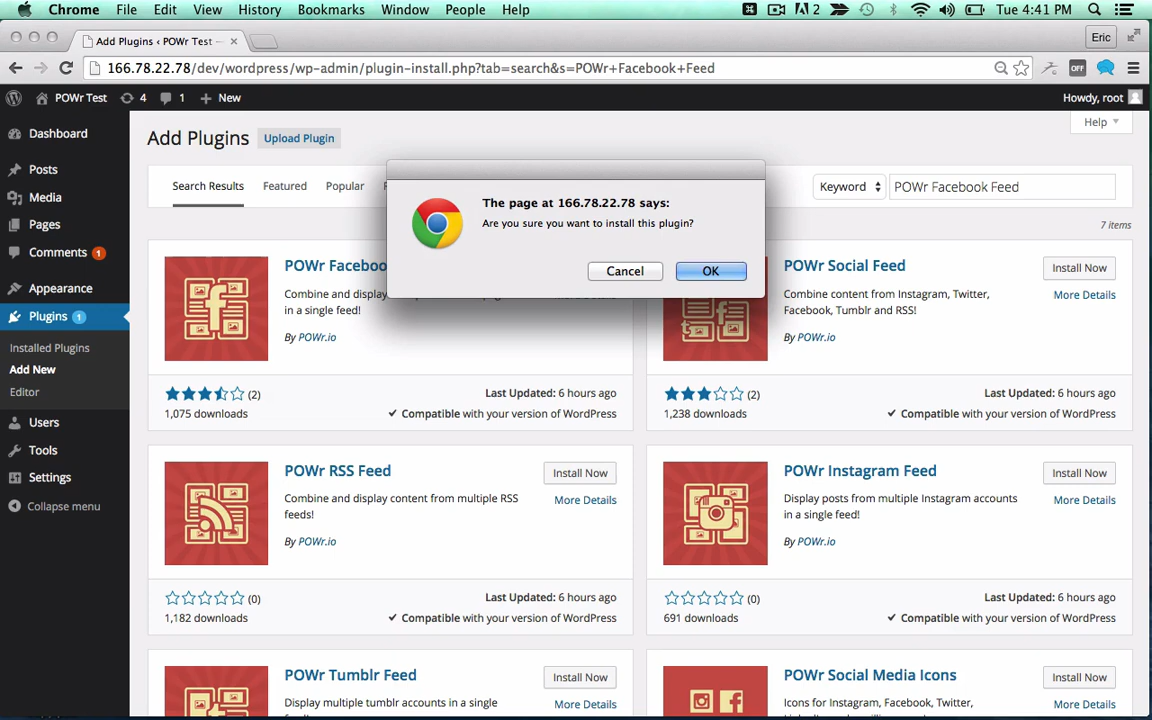 Chrome File Edit View History Bookmarks Window People Help 2 Tue 4:41 PM
Add Plugins ‹ POWr Test — Eric
166.78.22.78/dev/wordpress/wp-admin/plugin-install.php?tab=search&s=POWr+Facebook+Feed OFF
POWr Test 4 1 New Howdy, root
Help
Dashboard
Posts
Media
Pages
Comments 1
Appearance
Plugins 1
Installed Plugins
Add New
Editor
Users
Tools
Settings
Collapse menu
Add Plugins Upload Plugin
Search Results Featured Popular
Keyword POWr Facebook Feed
7 items
The page at 166.78.22.78 says:
Are you sure you want to install this plugin?
Cancel OK
POWr Faceboo
Combine and display
in a single feed!
By POWr.io
(2)
1,075 downloads
Last Updated: 6 hours ago
✓ Compatible with your version of WordPress
POWr Social Feed
Install Now
More Details
Combine content from Instagram, Twitter,
Facebook, Tumblr and RSS!
By POWr.io
(2)
1,238 downloads
Last Updated: 6 hours ago
✓ Compatible with your version of WordPress
POWr RSS Feed
Install Now
More Details
Combine and display content from multiple RSS
feeds!
By POWr.io
(0)
1,182 downloads
Last Updated: 6 hours ago
✓ Compatible with your version of WordPress
POWr Instagram Feed
Install Now
More Details
Display posts from multiple Instagram accounts
in a single feed!
By POWr.io
(0)
691 downloads
Last Updated: 6 hours ago
✓ Compatible with your version of WordPress
POWr Tumblr Feed
Install Now
More Details
Display multiple tumblr accounts in a single
POWr Social Media Icons
Install Now
More Details
Icons for Instagram, Facebook, Twitter,